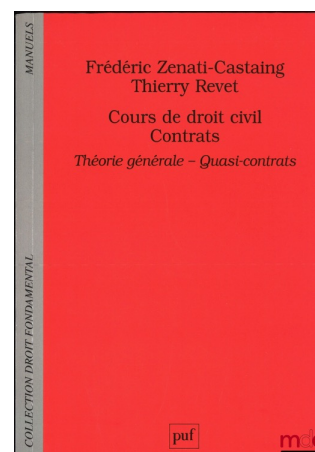 MANUELS
COLLECTION DROIT FONDAMENTAL
Frédéric Zenati-Castaing
Thierry Revet
Cours de droit civil
Contrats
Théorie générale – Quasi-contrats
puf